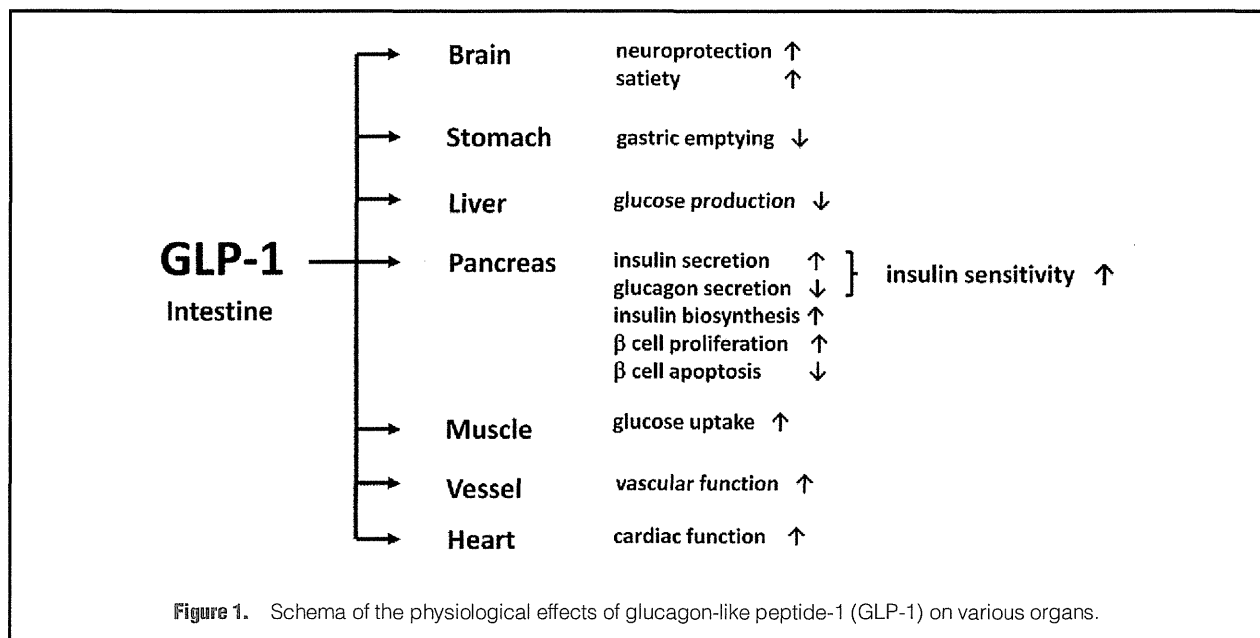 Brain neuroprotection ↑
satiety ↑
Stomach gastric emptying ↓
Liver glucose production ↓
GLP-1
Intestine
Pancreas insulin secretion ↑
glucagon secretion ↓
insulin sensitivity ↑
insulin biosynthesis ↑
β cell proliferation ↑
β cell apoptosis ↓
Muscle glucose uptake ↑
Vessel vascular function ↑
Heart cardiac function ↑
Figure 1. Schema of the physiological effects of glucagon-like peptide-1 (GLP-1) on various organs.